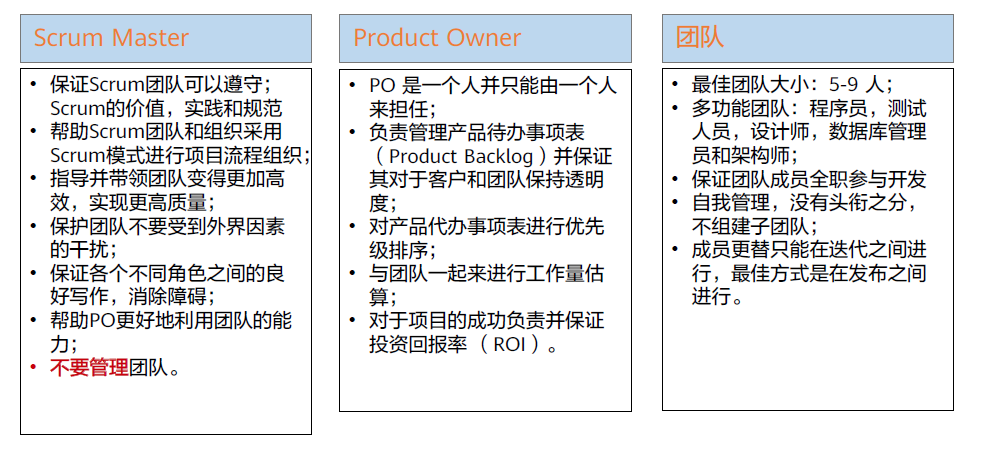 Scrum Master
• 保证Scrum团队可以遵守；
Scrum的价值，实践和规范
• 帮助Scrum团队和组织采用
Scrum模式进行项目流程组织；
• 指导并带领团队变得更加高
效，实现更高质量；
• 保护团队不要受到外界因素
的干扰；
• 保证各个不同角色之间的良
好写作，消除障碍；
• 帮助PO更好地利用团队的能
力；
• 不要管理团队。
Product Owner
• PO 是一个人并只能由一个人
来担任；
• 负责管理产品待办事项表
（Product Backlog）并保证
其对于客户和团队保持透明
度；
• 对产品代办事项表进行优先
级排序；
• 与团队一起来进行工作量估
算；
• 对于项目的成功负责并保证
投资回报率 （ROI）。
团队
• 最佳团队大小：5-9 人；
• 多功能团队：程序员，测试
人员，设计师，数据库管理
员和架构师；
• 保证团队成员全职参与开发
• 自我管理，没有头衔之分，
不组建子团队；
• 成员更替只能在迭代之间进
行，最佳方式是在发布之间
进行。